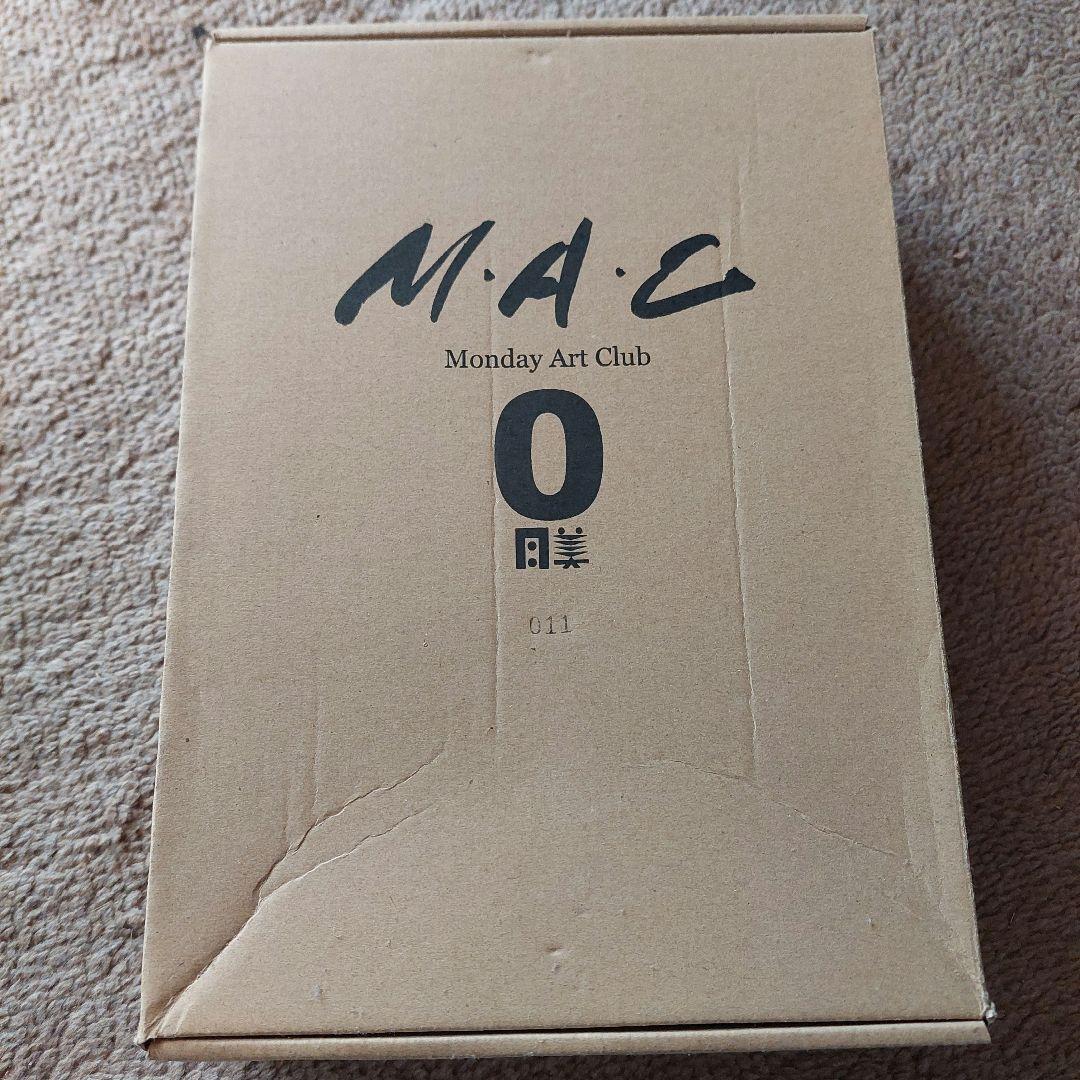 M.A.C
Monday Art Club
0
月美
011